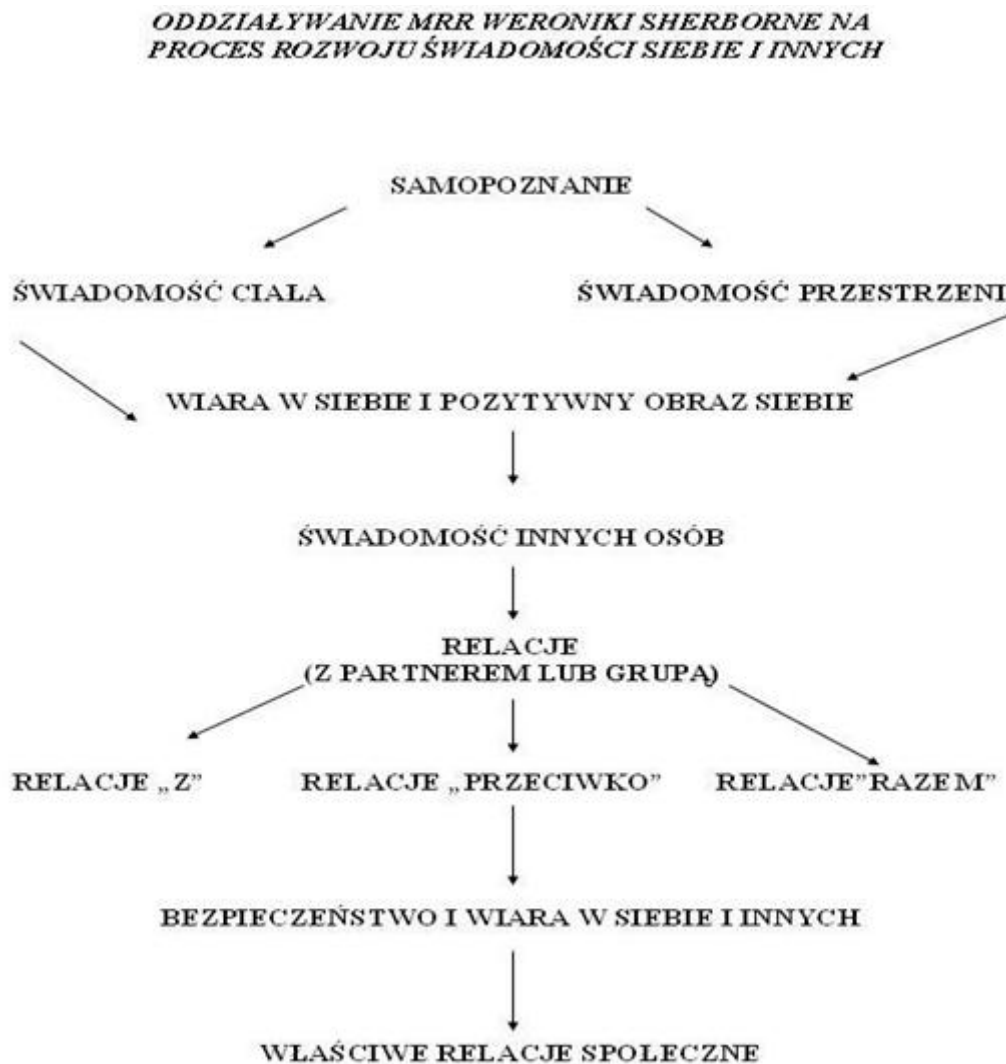 ODDZIAŁYWANIE MRR WERONIKI SHERBORNE NA
PROCES ROZWOJU ŚWIADOMOŚCI SIEBIE I INNYCH
SAMOPOZNANIE
ŚWIADOMOŚĆ CIAŁA
ŚWIADOMOŚĆ PRZESTRZENI
WIARA W SIEBIE I POZYTYWNY OBRAZ SIEBIE
ŚWIADOMOŚĆ INNYCH OSÓB
RELACJE
(Z PARTNEREM LUB GRUPĄ)
RELACJE „Z”
RELACJE „PRZECIWKO”
RELACJE”RAZEM”
BEZPIECZEŃSTWO I WIARA W SIEBIE I INNYCH
WŁAŚCIWE RELACJE SPOŁECZNE